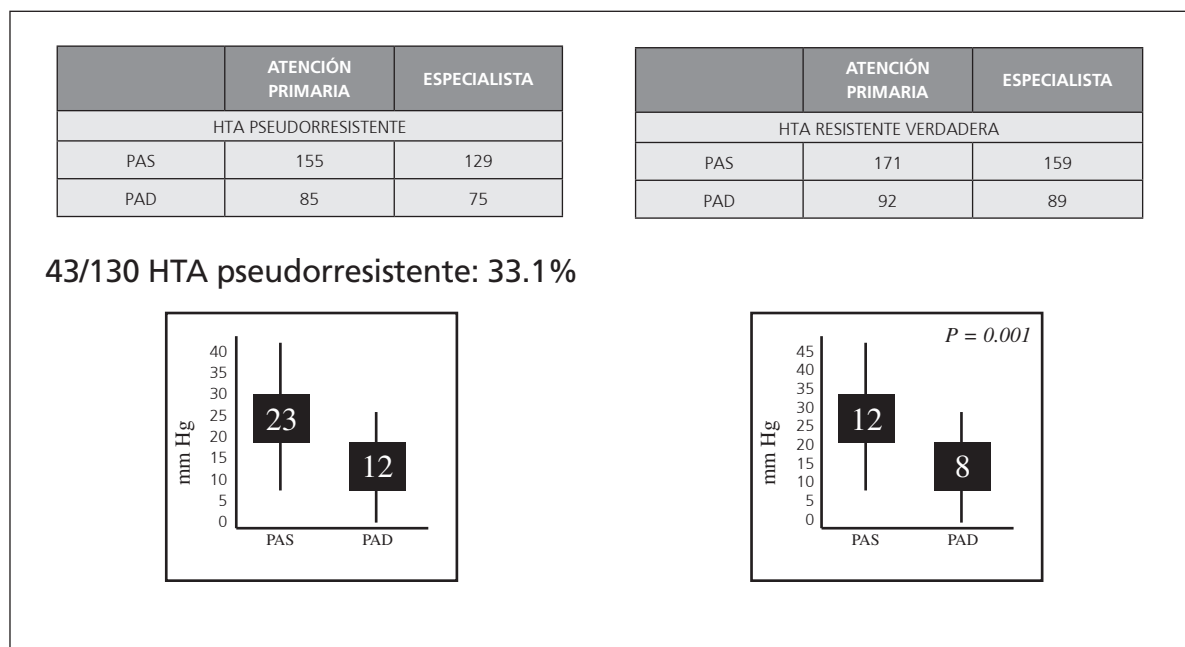 ATENCIÓN
PRIMARIA
ESPECIALISTA
HTA PSEUDORRESISTENTE
PAS 155 129
PAD 85 75
ATENCIÓN
PRIMARIA
ESPECIALISTA
HTA RESISTENTE VERDADERA
PAS 171 159
PAD 92 89
43/130 HTA pseudorresistente: 33.1%
mm Hg
40
35
30
25
20
15
10
5
0
23
12
PAS PAD
P = 0.001
mm Hg
45
40
35
30
25
20
15
10
5
0
12
8
PAS PAD